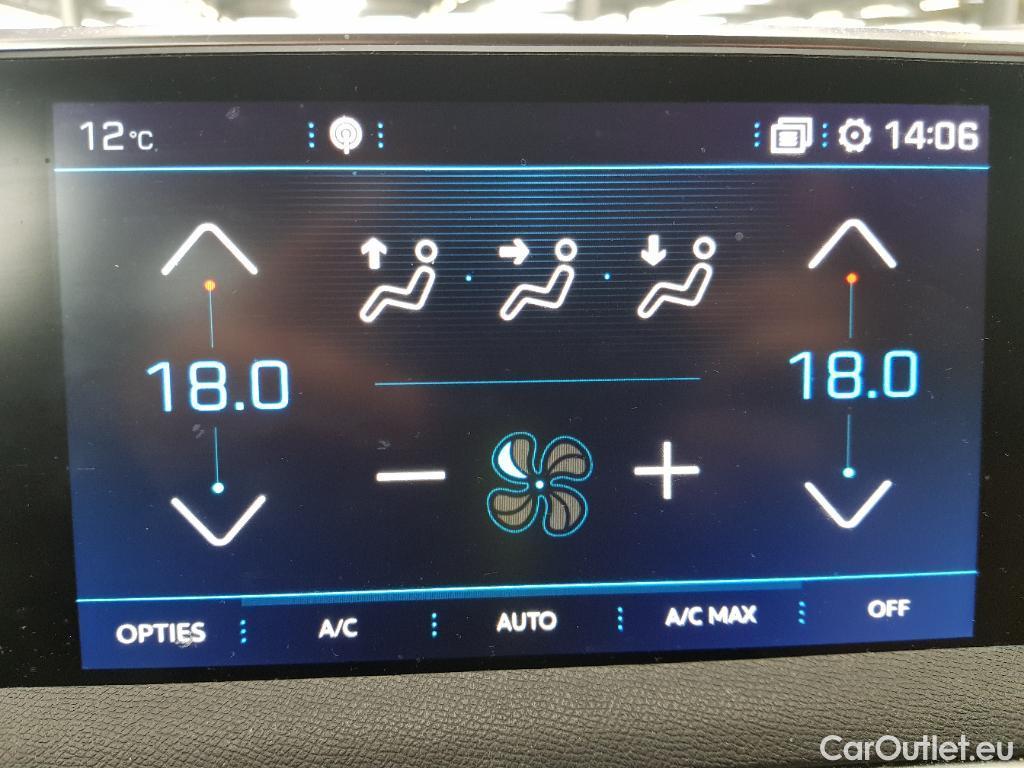 12°C 14:06
18.0 18.0
OPTIES A/C AUTO A/C MAX OFF
CarOutlet.eu